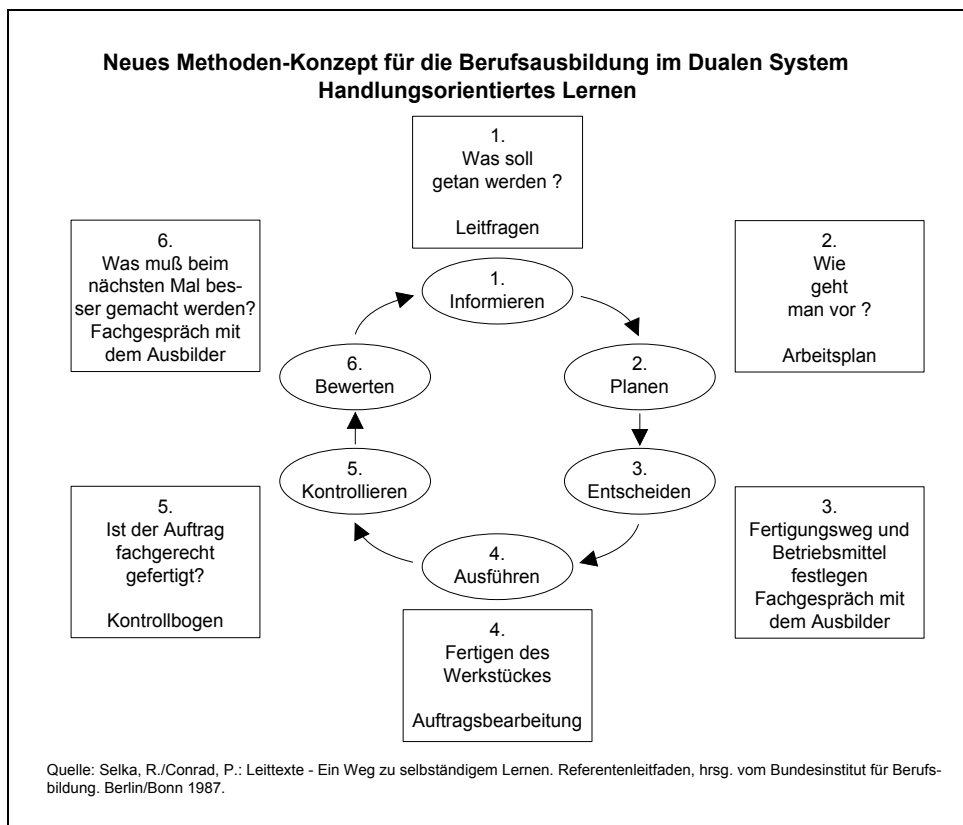 Neues Methoden-Konzept für die Berufsausbildung im Dualen System
Handlungsorientiertes Lernen
1.
Was soll
getan werden ?
Leitfragen
6.
Was muß beim
nächsten Mal bes-
ser gemacht werden?
Fachgespräch mit
dem Ausbilder
2.
Wie
geht
man vor ?
Arbeitsplan
1.
Informieren
6.
Bewerten
2.
Planen
5.
Kontrollieren
3.
Entscheiden
4.
Ausführen
5.
Ist der Auftrag
fachgerecht
gefertigt?
Kontrollbogen
3.
Fertigungsweg und
Betriebsmittel
festlegen
Fachgespräch mit
dem Ausbilder
4.
Fertigen des
Werkstückes
Auftragsbearbeitung
Quelle: Selka, R./Conrad, P.: Leittexte - Ein Weg zu selbständigem Lernen. Referentenleitfaden, hrsg. vom Bundesinstitut für Berufs-
bildung. Berlin/Bonn 1987.